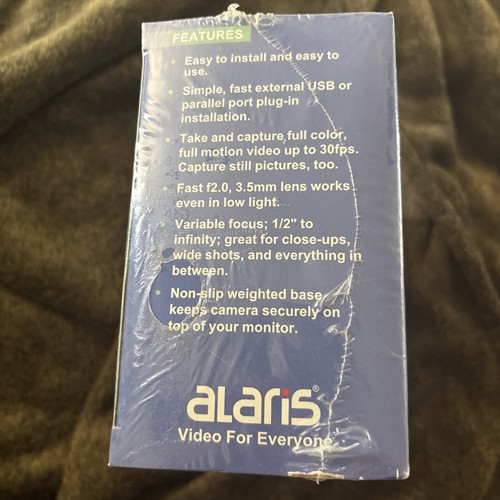 FEATURES
• Easy to install and easy to
use.
• Simple, fast external USB or
parallel port plug-in
installation.
• Take and capture full color,
full motion video up to 30fps.
Capture still pictures, too.
• Fast f2.0, 3.5mm lens works
even in low light.
• Variable focus; 1/2" to
infinity; great for close-ups,
wide shots, and everything in
between.
• Non-slip weighted base
keeps camera securely on
top of your monitor.
aLaris®
Video For Everyone